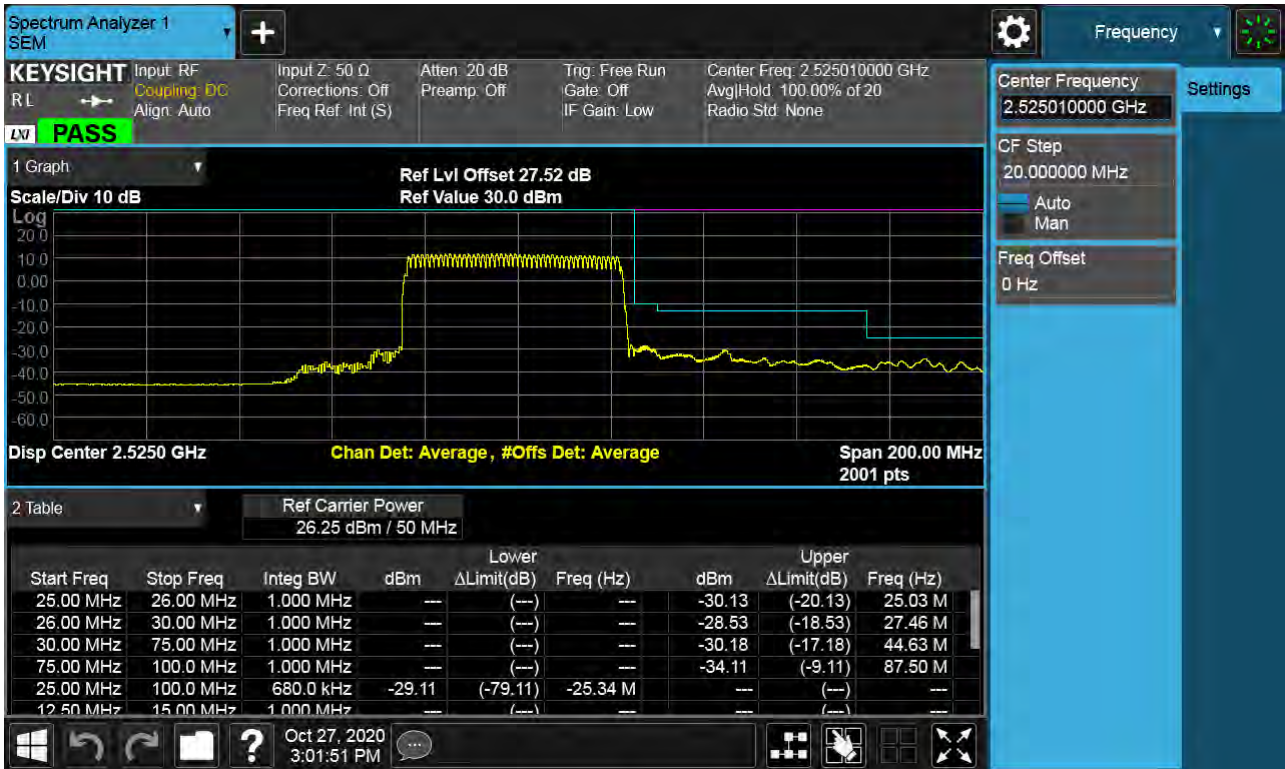 Spectrum Analyzer 1
SEM
Frequency
KEYSIGHT
RL
LXI
PASS
Input: RF
Coupling: DC
Align: Auto
Input Z: 50 Ω
Corrections: Off
Freq Ref: Int (S)
Atten: 20 dB
Preamp: Off
Trig: Free Run
Gate: Off
IF Gain: Low
Center Freq: 2.525010000 GHz
Avg|Hold: 100.00% of 20
Radio Std: None
Center Frequency
2.525010000 GHz
Settings
CF Step
20.000000 MHz
Auto
Man
Freq Offset
0 Hz
1 Graph
Scale/Div 10 dB
Ref Lvl Offset 27.52 dB
Ref Value 30.0 dBm
Log
20.0
10.0
0.00
-10.0
-20.0
-30.0
-40.0
-50.0
-60.0
Disp Center 2.5250 GHz
Chan Det: Average, #Offs Det: Average
Span 200.00 MHz
2001 pts
2 Table
Ref Carrier Power
26.25 dBm / 50 MHz
Lower Upper
Start Freq Stop Freq Integ BW dBm ΔLimit(dB) Freq (Hz) dBm ΔLimit(dB) Freq (Hz)
25.00 MHz 26.00 MHz 1.000 MHz --- (---) --- -30.13 (-20.13) 25.03 M
26.00 MHz 30.00 MHz 1.000 MHz --- (---) --- -28.53 (-18.53) 27.46 M
30.00 MHz 75.00 MHz 1.000 MHz --- (---) --- -30.18 (-17.18) 44.63 M
75.00 MHz 100.0 MHz 1.000 MHz --- (---) --- -34.11 (-9.11) 87.50 M
25.00 MHz 100.0 MHz 680.0 kHz -29.11 (-79.11) -25.34 M --- (---) ---
12.50 MHz 15.00 MHz 1.000 MHz --- (---) --- --- (---) ---
Oct 27, 2020
3:01:51 PM